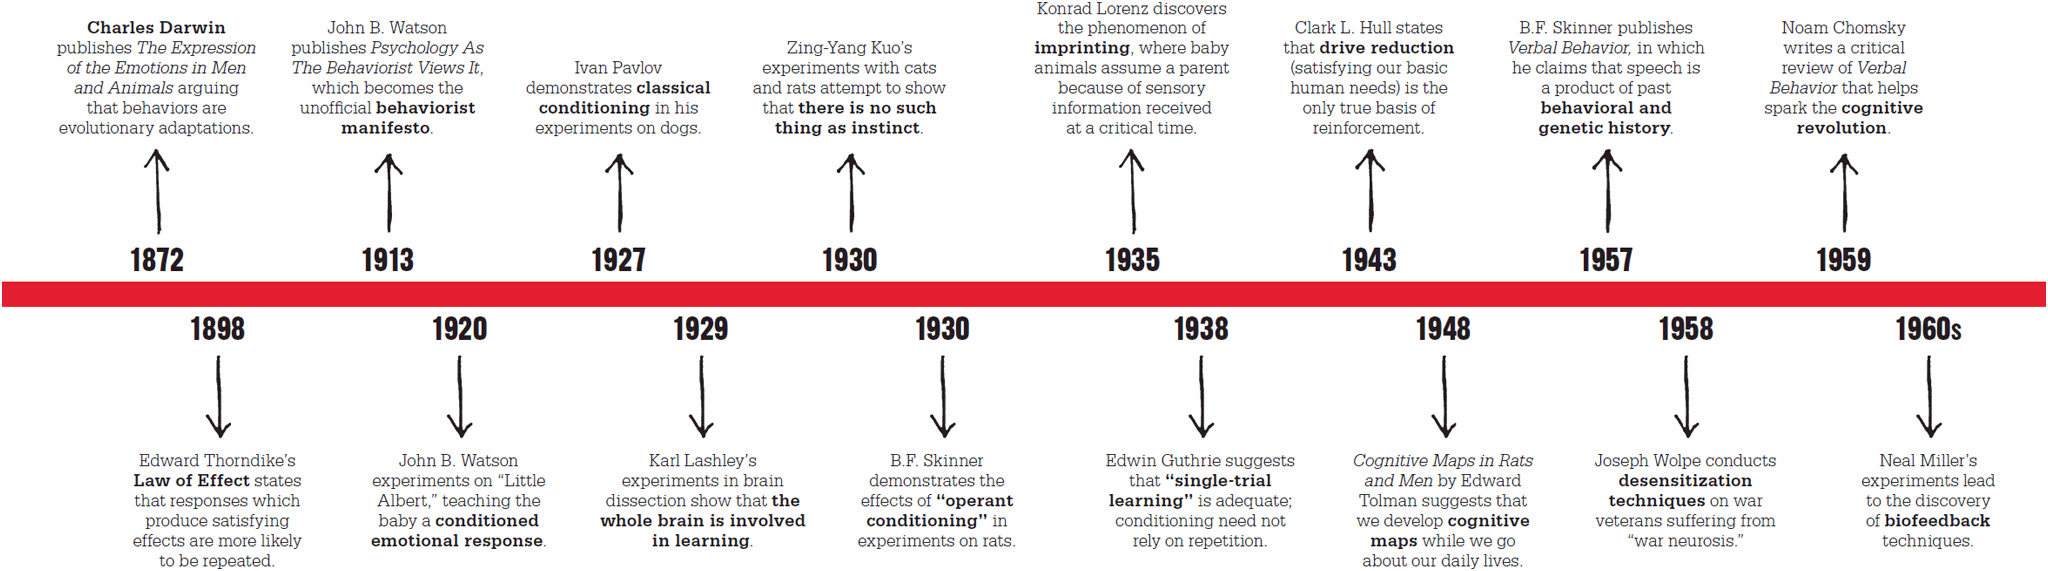 Charles Darwin
publishes The Expression
of the Emotions in Men
and Animals arguing
that behaviors are
evolutionary adaptations.
John B. Watson
publishes Psychology As
The Behaviorist Views It,
which becomes the
unofficial behaviorist
manifesto.
Ivan Pavlov
demonstrates classical
conditioning in his
experiments on dogs.
Zing-Yang Kuo's
experiments with cats
and rats attempt to show
that there is no such
thing as instinct.
Konrad Lorenz discovers
the phenomenon of
imprinting, where baby
animals assume a parent
because of sensory
information received
at a critical time.
Clark L. Hull states
that drive reduction
(satisfying our basic
human needs) is the
only true basis of
reinforcement.
B.F. Skinner publishes
Verbal Behavior, in which
he claims that speech is
a product of past
behavioral and
genetic history.
Noam Chomsky
writes a critical
review of Verbal
Behavior that helps
spark the cognitive
revolution.
1872
1913
1927
1930
1935
1943
1957
1959
1898
1920
1929
1930
1938
1948
1958
1960s
Edward Thorndike's
Law of Effect states
that responses which
produce satisfying
effects are more likely
to be repeated.
John B. Watson
experiments on “Little
Albert,” teaching the
baby a conditioned
emotional response.
Karl Lashley's
experiments in brain
dissection show that the
whole brain is involved
in learning.
B.F. Skinner
demonstrates the
effects of “operant
conditioning” in
experiments on rats.
Edwin Guthrie suggests
that “single-trial
learning” is adequate;
conditioning need not
rely on repetition.
Cognitive Maps in Rats
and Men by Edward
Tolman suggests that
we develop cognitive
maps while we go
about our daily lives.
Joseph Wolpe conducts
desensitization
techniques on war
veterans suffering from
“war neurosis.”
Neal Miller's
experiments lead
to the discovery
of biofeedback
techniques.